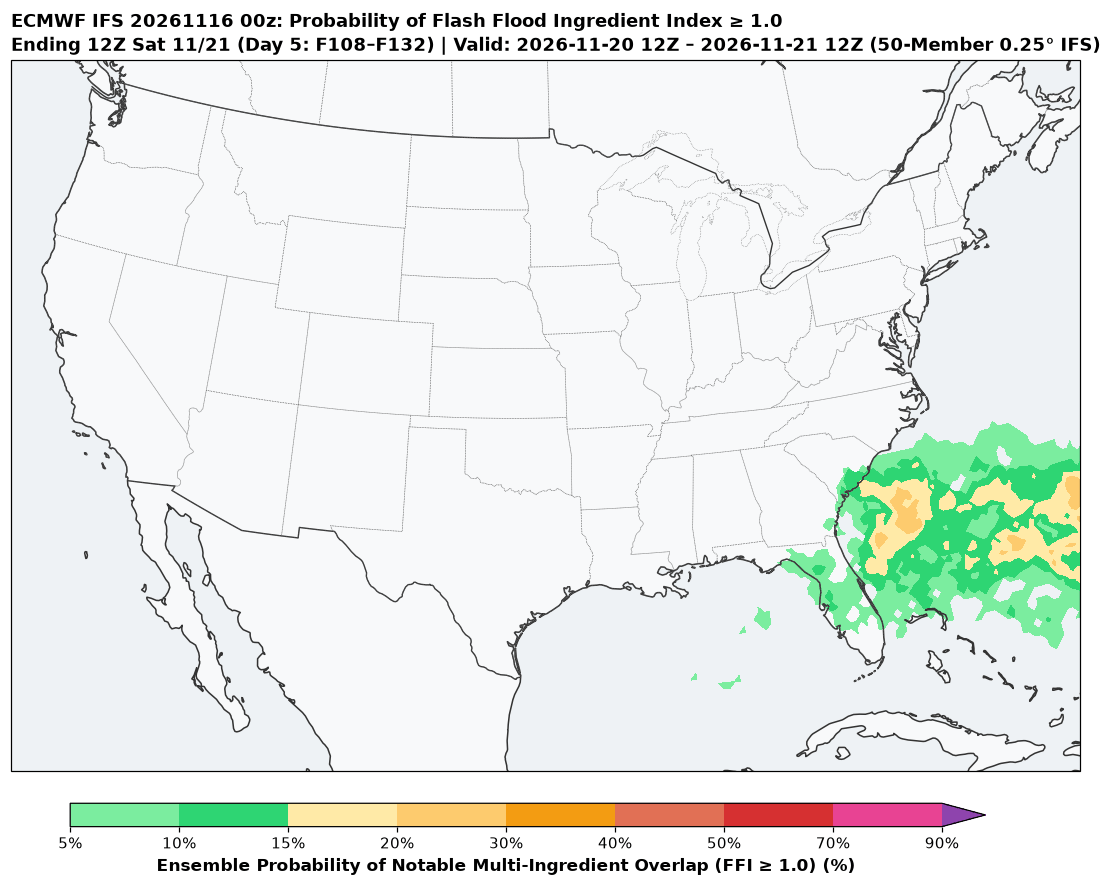 ECMWF IFS 20261116 00z: Probability of Flash Flood Ingredient Index ≥ 1.0
Ending 12Z Sat 11/21 (Day 5: F108–F132) | Valid: 2026-11-20 12Z – 2026-11-21 12Z (50-Member 0.25° IFS)
5% 10% 15% 20% 30% 40% 50% 70% 90%
Ensemble Probability of Notable Multi-Ingredient Overlap (FFI ≥ 1.0) (%)